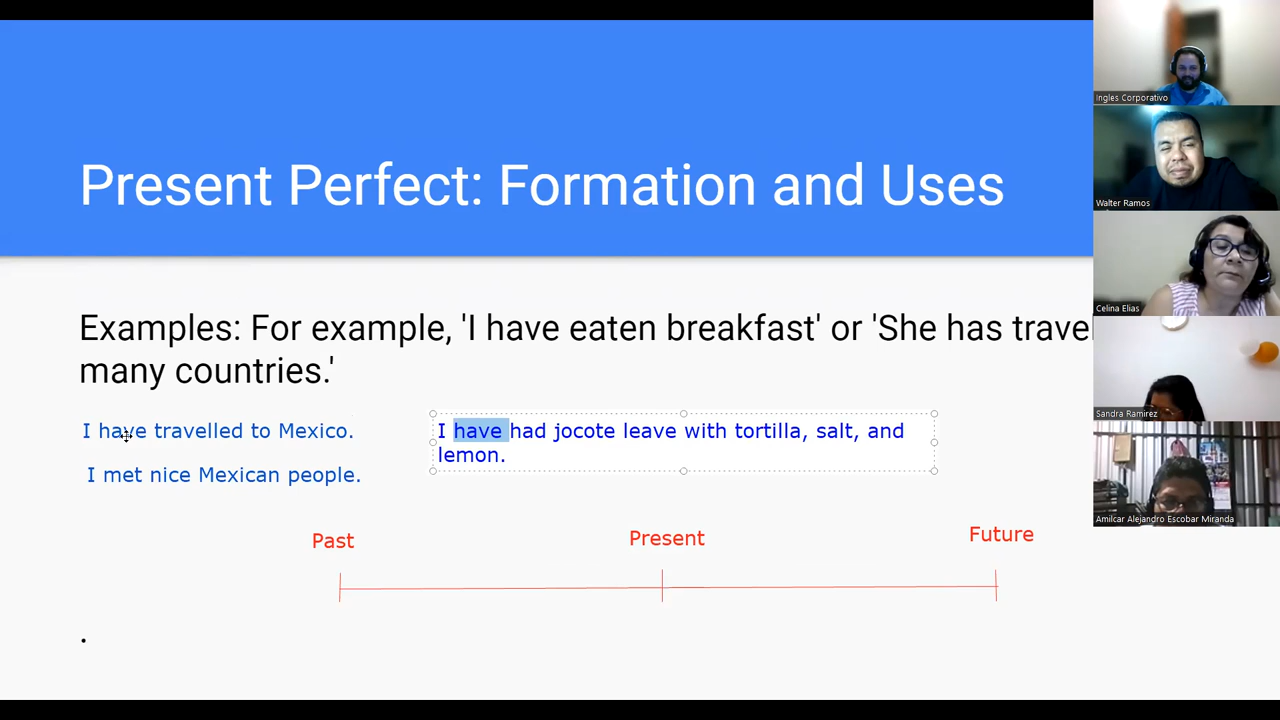 Present Perfect: Formation and Uses
Examples: For example, 'I have eaten breakfast' or 'She has
many countries.'
I have travelled to Mexico.
I met nice Mexican people.
I have had jocote leave with tortilla, salt, and
lemon.
Past
Present
Future
Ingles Corporativo
Walter Ramos
Celina Elias
Sandra Ramirez
Amilcar Alejandro Escobar Miranda